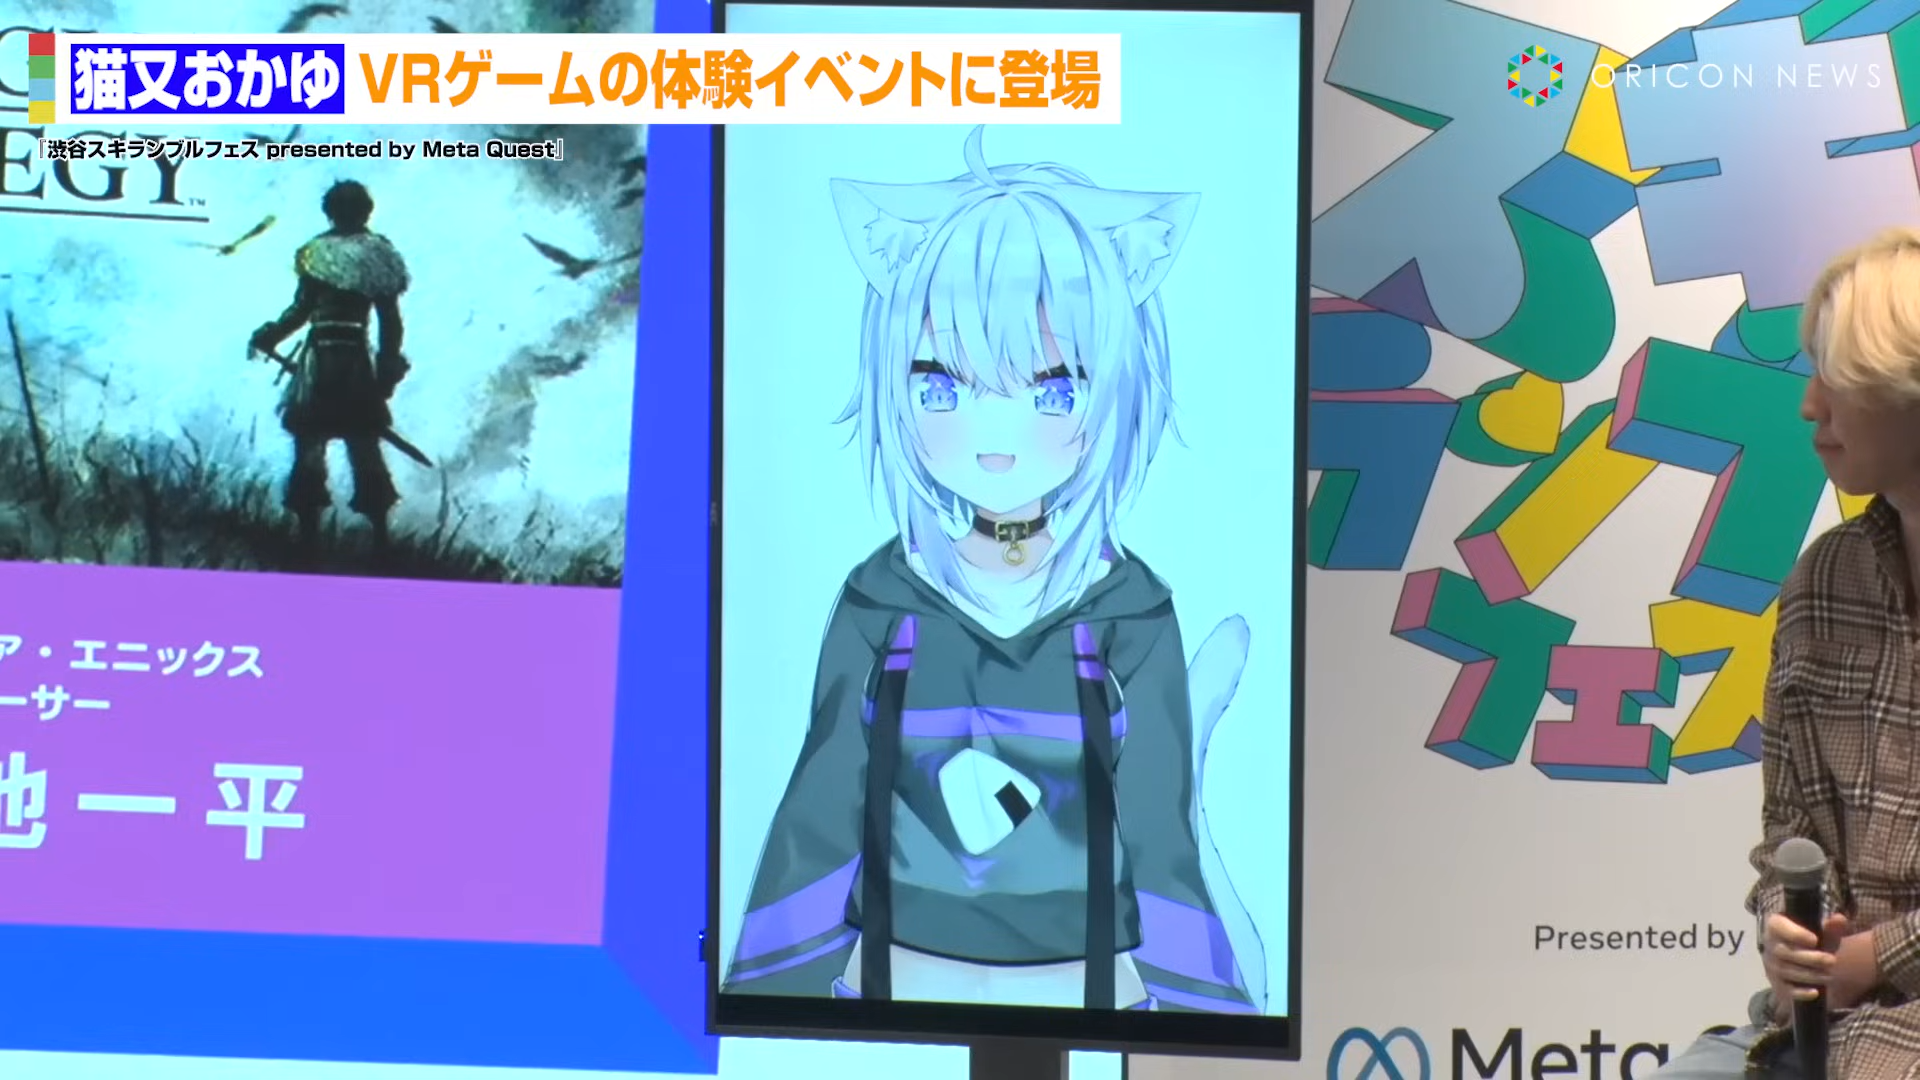 猫又おかゆ VRゲームの体験イベントに登場
『渋谷スキランブルフェス presented by Meta Quest』
ORICON NEWS
EGY™
ア・エニックス
ーサー
池一平
Presented by
Meta